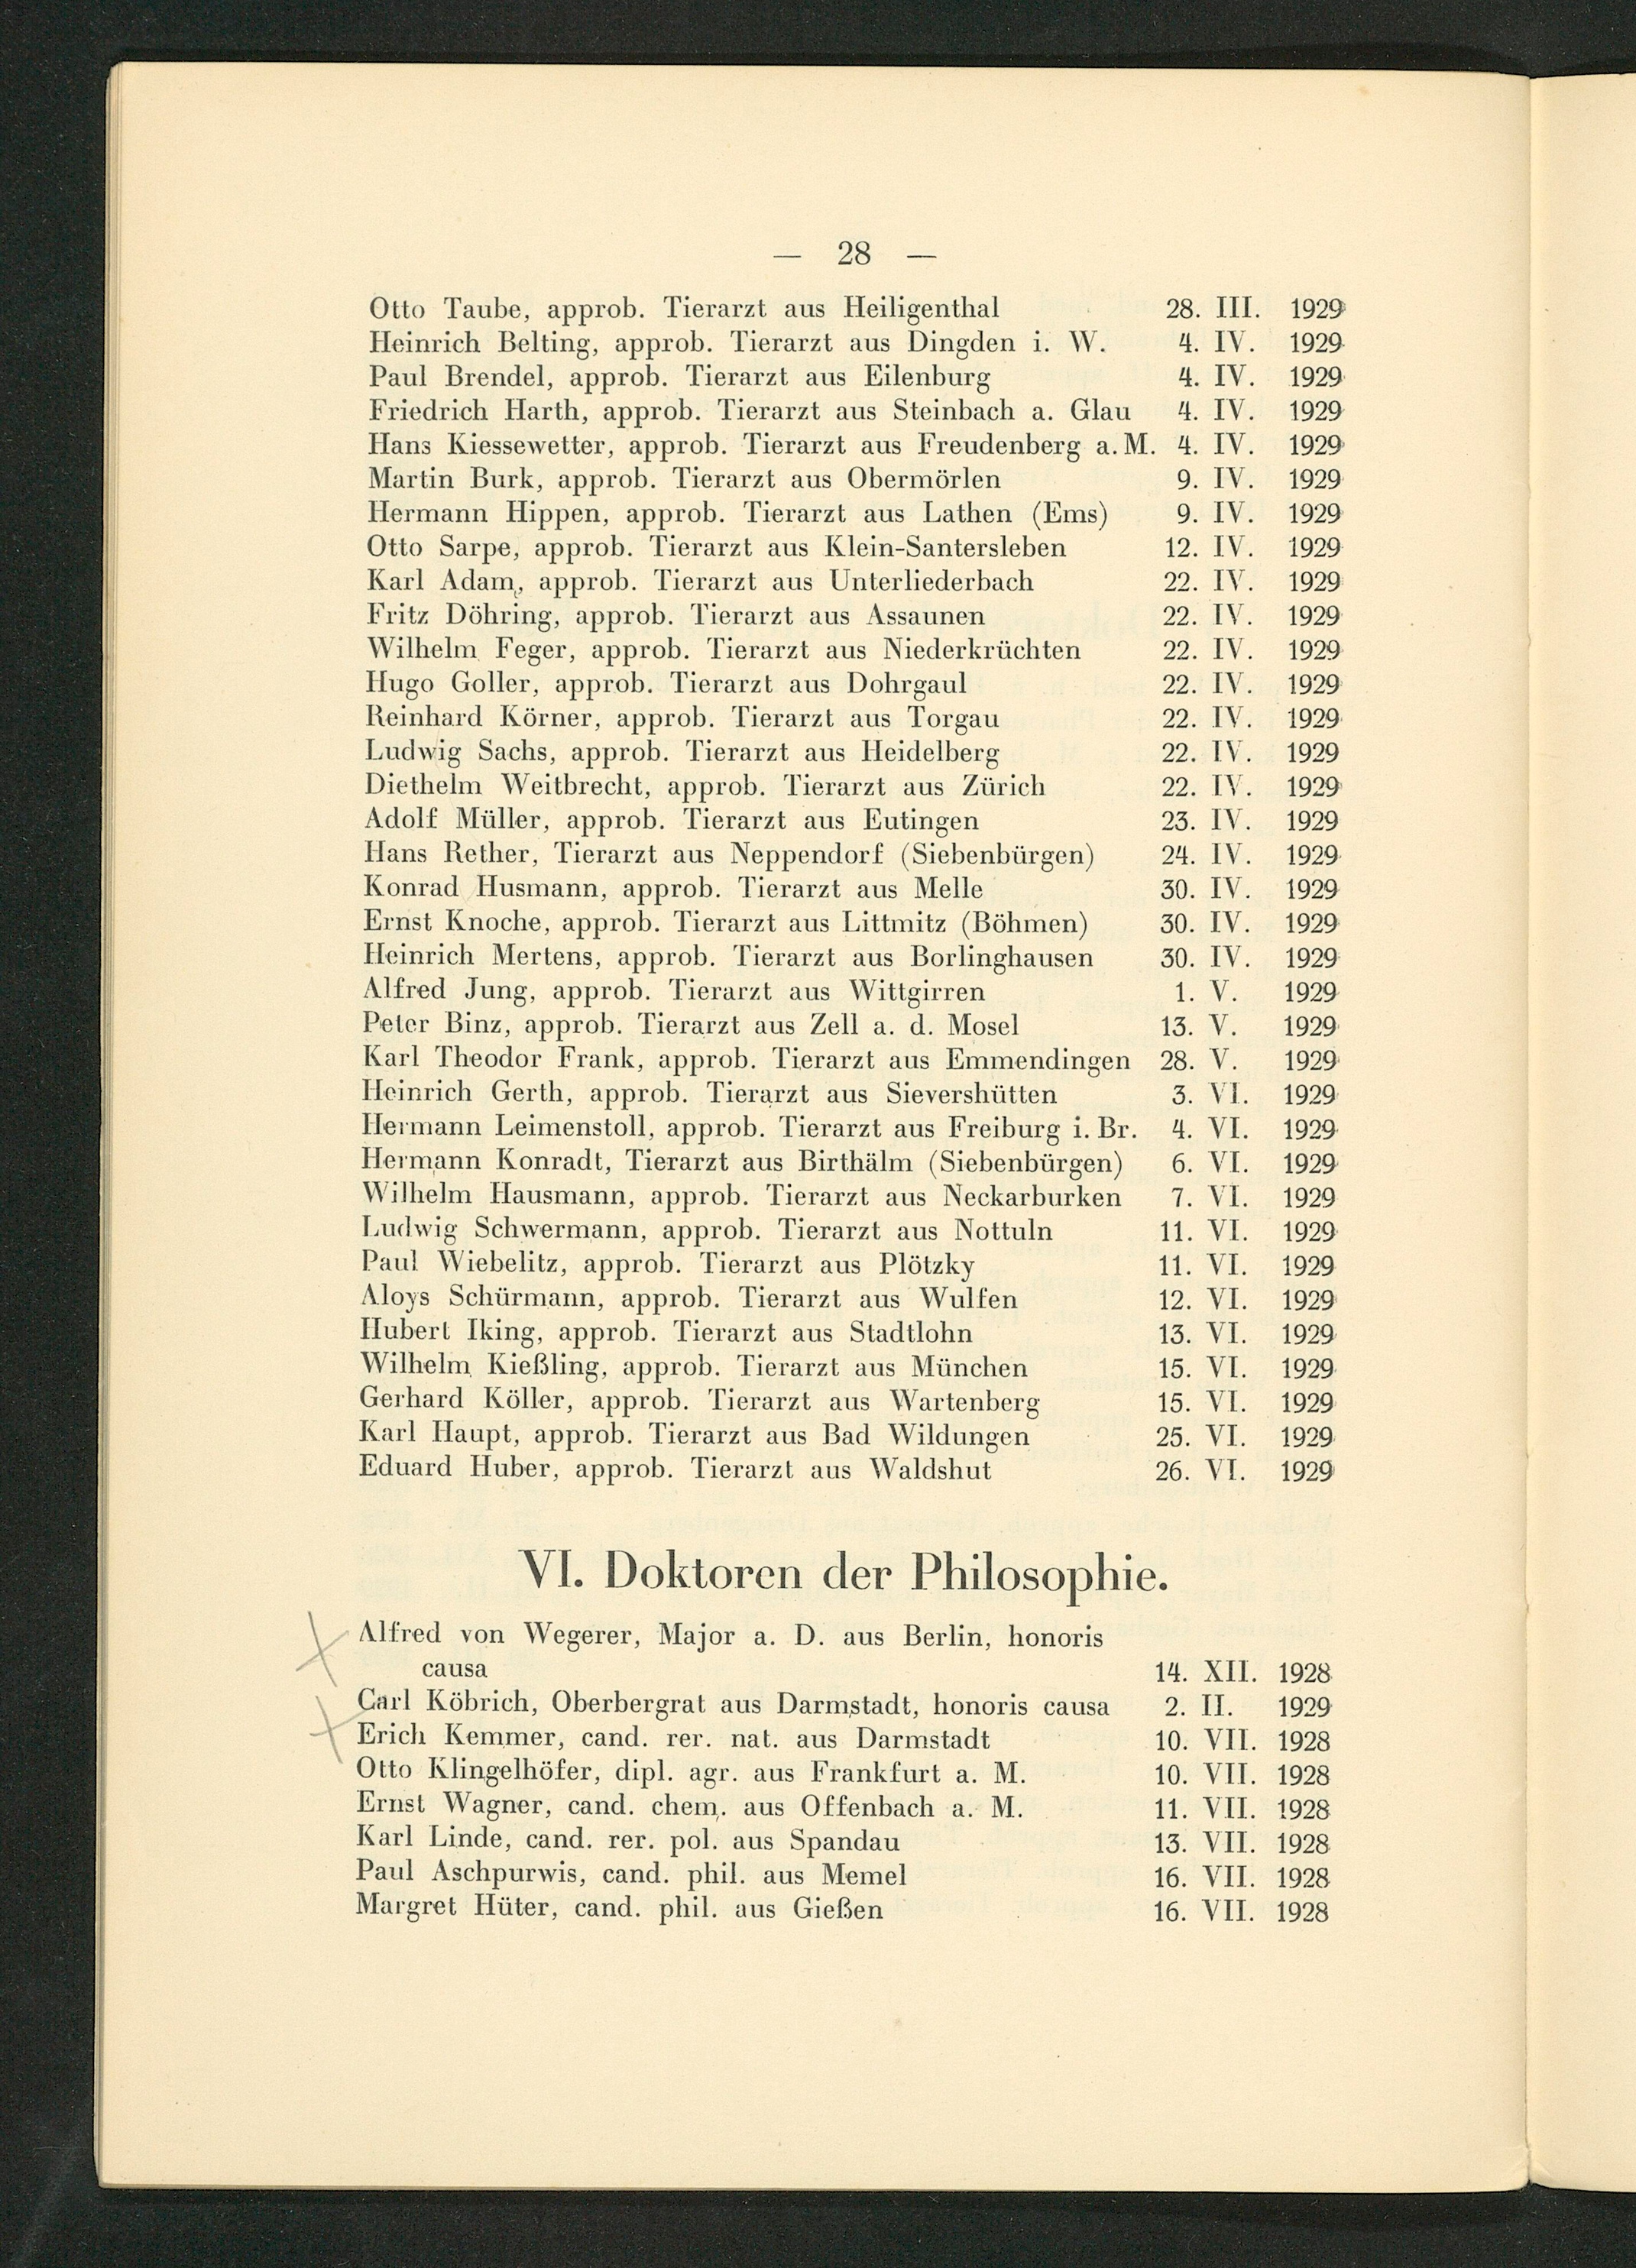 — 28 —
Otto Taube, approb. Tierarzt aus Heiligenthal 28. III. 1929
Heinrich Belting, approb. Tierarzt aus Dingden i. W. 4. IV. 1929
Paul Brendel, approb. Tierarzt aus Eilenburg 4. IV. 1929
Friedrich Harth, approb. Tierarzt aus Steinbach a. Glau 4. IV. 1929
Hans Kiessewetter, approb. Tierarzt aus Freudenberg a. M. 4. IV. 1929
Martin Burk, approb. Tierarzt aus Obermörlen 9. IV. 1929
Hermann Hippen, approb. Tierarzt aus Lathen (Ems) 9. IV. 1929
Otto Sarpe, approb. Tierarzt aus Klein-Santersleben 12. IV. 1929
Karl Adam, approb. Tierarzt aus Unterliederbach 22. IV. 1929
Fritz Döhring, approb. Tierarzt aus Assaunen 22. IV. 1929
Wilhelm Feger, approb. Tierarzt aus Niederkrüchten 22. IV. 1929
Hugo Goller, approb. Tierarzt aus Dohrgaul 22. IV. 1929
Reinhard Körner, approb. Tierarzt aus Torgau 22. IV. 1929
Ludwig Sachs, approb. Tierarzt aus Heidelberg 22. IV. 1929
Diethelm Weitbrecht, approb. Tierarzt aus Zürich 22. IV. 1929
Adolf Müller, approb. Tierarzt aus Eutingen 23. IV. 1929
Hans Rether, Tierarzt aus Neppendorf (Siebenbürgen) 24. IV. 1929
Konrad Husmann, approb. Tierarzt aus Melle 30. IV. 1929
Ernst Knoche, approb. Tierarzt aus Littmitz (Böhmen) 30. IV. 1929
Heinrich Mertens, approb. Tierarzt aus Borlinghausen 30. IV. 1929
Alfred Jung, approb. Tierarzt aus Wittgirren 1. V. 1929
Peter Binz, approb. Tierarzt aus Zell a. d. Mosel 13. V. 1929
Karl Theodor Frank, approb. Tierarzt aus Emmendingen 28. V. 1929
Heinrich Gerth, approb. Tierarzt aus Sievershütten 3. VI. 1929
Hermann Leimenstoll, approb. Tierarzt aus Freiburg i. Br. 4. VI. 1929
Hermann Konradt, Tierarzt aus Birthälm (Siebenbürgen) 6. VI. 1929
Wilhelm Hausmann, approb. Tierarzt aus Neckarburken 7. VI. 1929
Ludwig Schwermann, approb. Tierarzt aus Nottuln 11. VI. 1929
Paul Wiebelitz, approb. Tierarzt aus Plötzky 11. VI. 1929
Aloys Schürmann, approb. Tierarzt aus Wulfen 12. VI. 1929
Hubert Iking, approb. Tierarzt aus Stadtlohn 13. VI. 1929
Wilhelm Kießling, approb. Tierarzt aus München 15. VI. 1929
Gerhard Köller, approb. Tierarzt aus Wartenberg 15. VI. 1929
Karl Haupt, approb. Tierarzt aus Bad Wildungen 25. VI. 1929
Eduard Huber, approb. Tierarzt aus Waldshut 26. VI. 1929
VI. Doktoren der Philosophie.
Alfred von Wegerer, Major a. D. aus Berlin, honoris
causa 14. XII. 1928
Carl Köbrich, Oberbergrat aus Darmstadt, honoris causa 2. II. 1929
Erich Kemmer, cand. rer. nat. aus Darmstadt 10. VII. 1928
Otto Klingelhöfer, dipl. agr. aus Frankfurt a. M. 10. VII. 1928
Ernst Wagner, cand. chem. aus Offenbach a. M. 11. VII. 1928
Karl Linde, cand. rer. pol. aus Spandau 13. VII. 1928
Paul Aschpurwis, cand. phil. aus Memel 16. VII. 1928
Margret Hüter, cand. phil. aus Gießen 16. VII. 1928